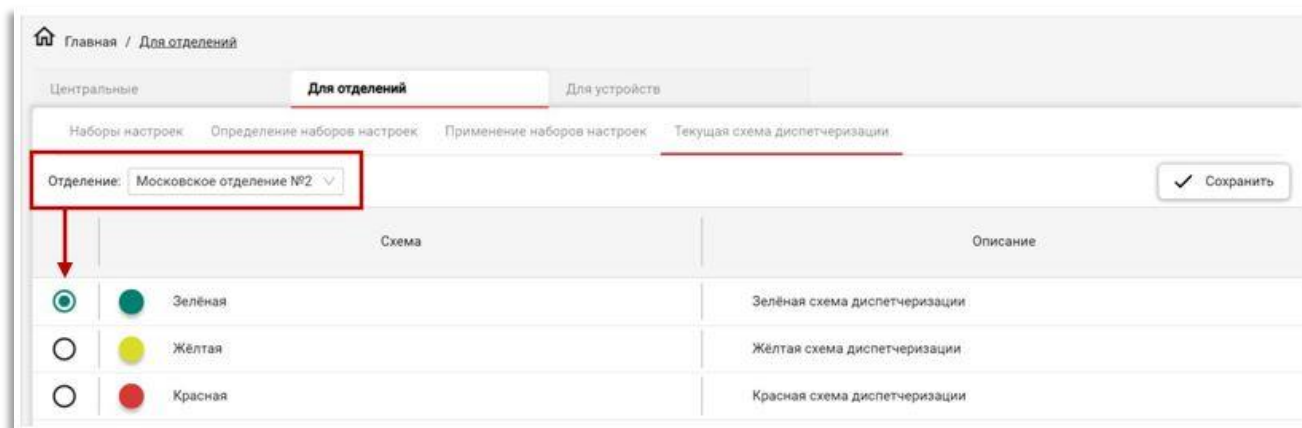 Главная / Для отделений
Центральные Для отделений Для устройств
Наборы настроек Определение наборов настроек Применение наборов настроек Текущая схема диспетчеризации
Отделение: Московское отделение №2 Сохранить
Схема Описание
Зелёная Зелёная схема диспетчеризации
Жёлтая Жёлтая схема диспетчеризации
Красная Красная схема диспетчеризации